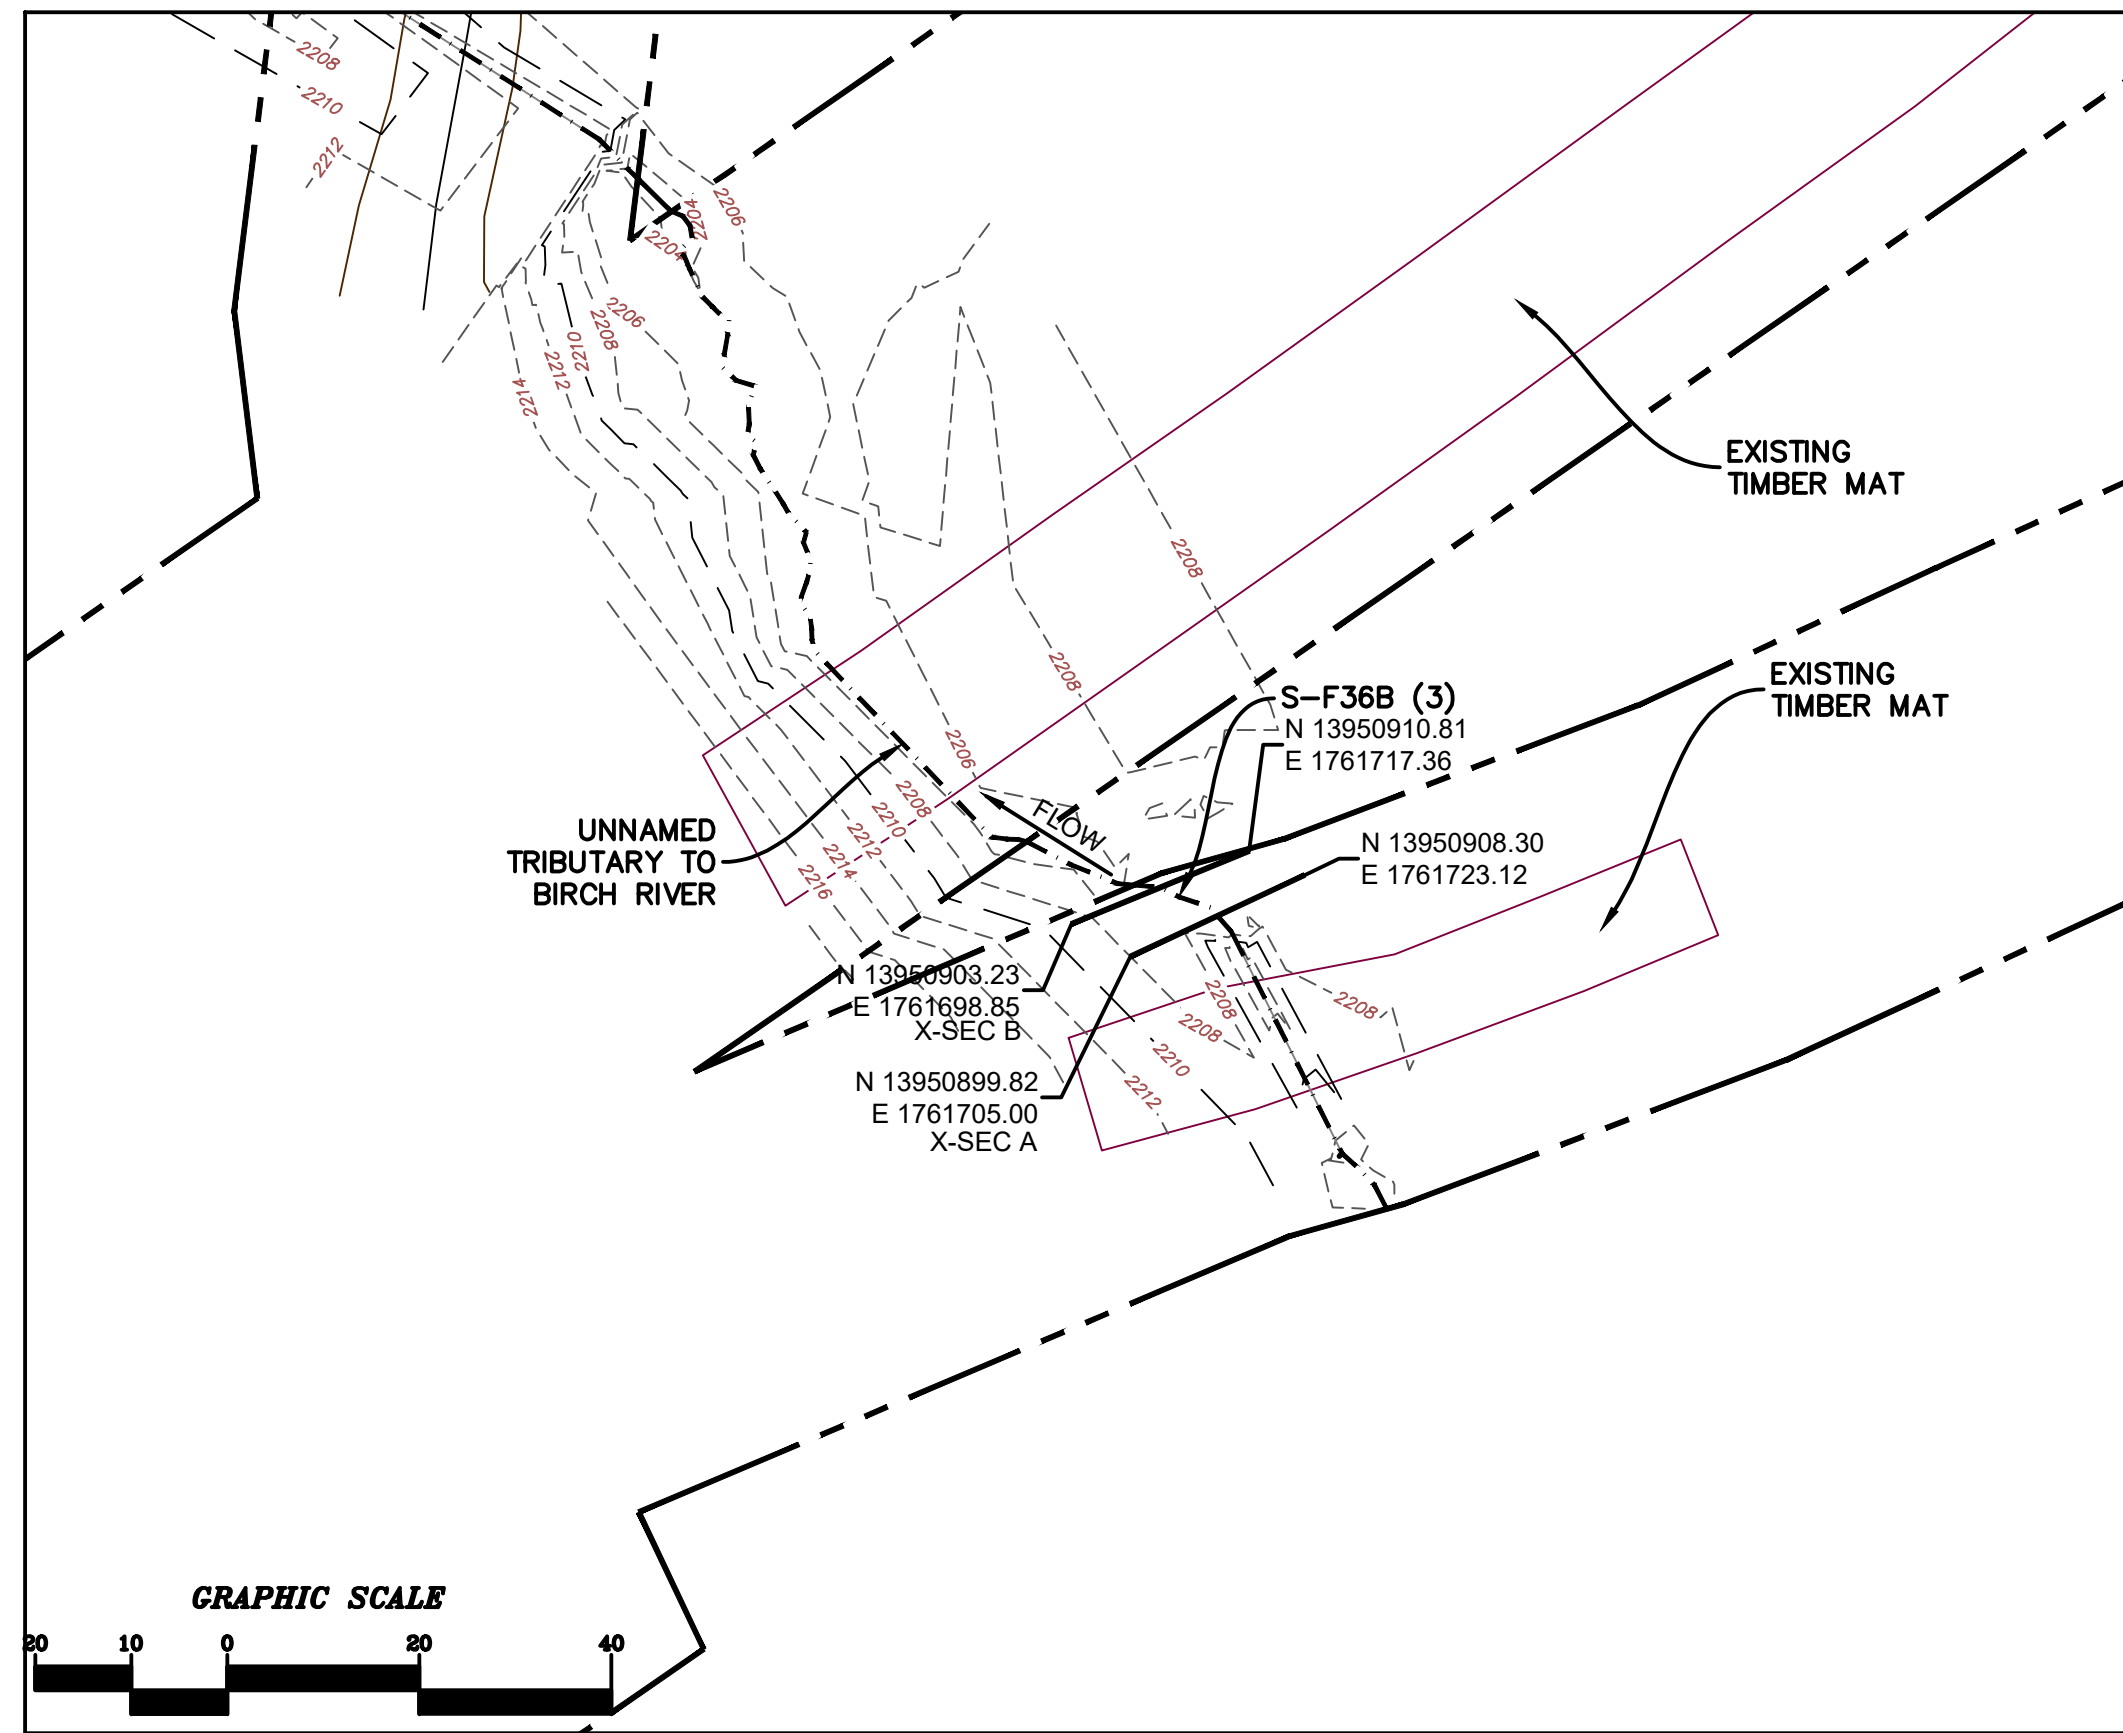 2208
2210
2212
2206
2204
2204
2206
2208
2210
2212
2214
EXISTING
TIMBER MAT
2208
2208
EXISTING
TIMBER MAT
S-F36B (3)
N 13950910.81
E 1761717.36
2206
FLOW
UNNAMED
TRIBUTARY TO
BIRCH RIVER
2208
2210
2212
2214
2216
N 13950908.30
E 1761723.12
N 13950903.23
E 1761698.85
X-SEC B
2208
2208
2208
2210
2212
N 13950899.82
E 1761705.00
X-SEC A
GRAPHIC SCALE
20 10 0 20 40